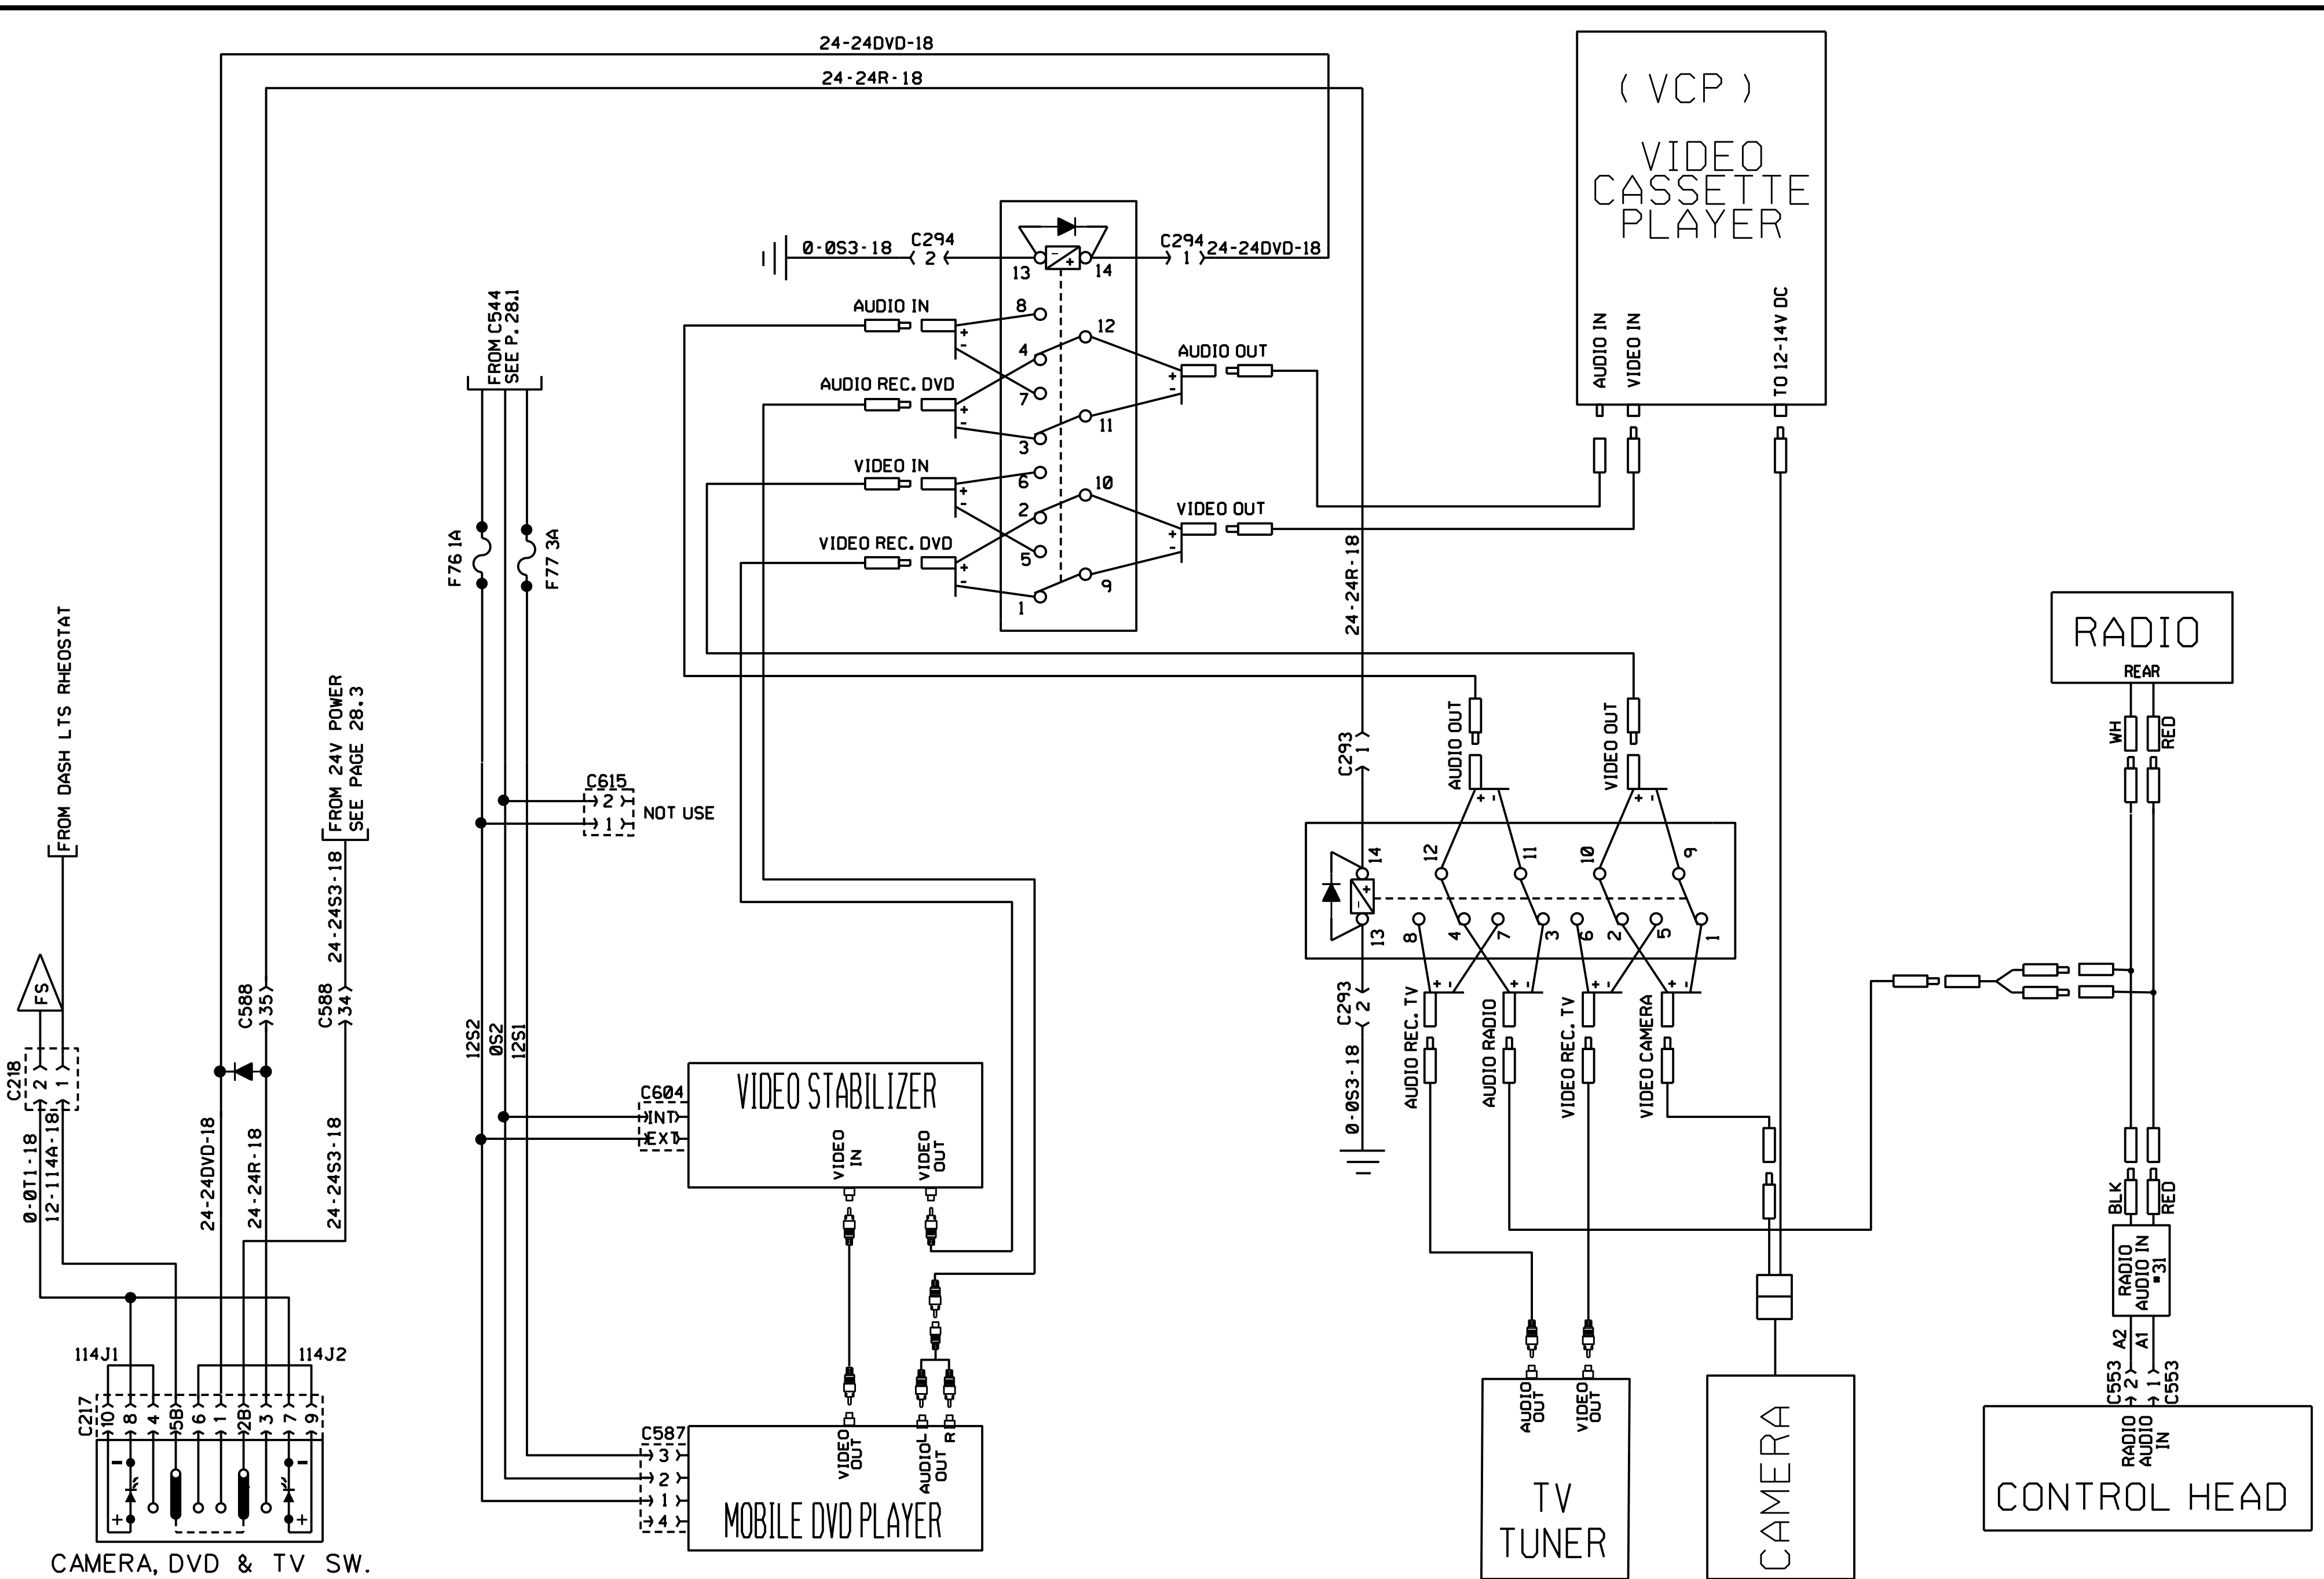 24-24DVD-18
24-24R-18
( VCP )
VIDEO
CASSETTE
PLAYER
AUDIO IN
VIDEO IN
TO 12-14V DC
0-0S3-18
C294
2
13
14
C294
1
24-24DVD-18
AUDIO IN
+
-
8
4
12
AUDIO OUT
+
-
AUDIO REC. DVD
+
-
7
3
11
VIDEO IN
+
-
6
2
10
VIDEO OUT
+
-
VIDEO REC. DVD
+
-
5
1
9
FROM C544
SEE P. 28.1
F76 1A
F77 3A
24-24R-18
RADIO
REAR
WH
RED
FROM DASH LTS RHEOSTAT
FROM 24V POWER
SEE PAGE 28.3
24-24S3-18
C615
2
1
NOT USE
C293
1
AUDIO OUT
+ -
VIDEO OUT
+ -
14
12
11
10
9
+
-
13
8
4
7
3
6
2
5
1
C293
2
0-0S3-18
+ -
+ -
+ -
+ -
AUDIO REC. TV
AUDIO RADIO
VIDEO REC. TV
VIDEO CAMERA
FS
C218
2
1
C588
35
C588
34
12S2
0S2
12S1
0-0T1-18
12-114A-18
24-24DVD-18
24-24R-18
24-24S3-18
C604
INT
EXT
VIDEO STABILIZER
VIDEO
IN
VIDEO
OUT
BLK
RED
RADIO
AUDIO IN
#31
A2
A1
C553
2
1
C553
RADIO
AUDIO
IN
CONTROL HEAD
114J1
114J2
C217
10
8
4
5B
6
1
2B
3
7
9
-
+
-
+
CAMERA, DVD & TV SW.
C587
3
2
1
4
VIDEO
OUT
L
R
AUDIO
OUT
MOBILE DVD PLAYER
AUDIO
OUT
VIDEO
OUT
TV
TUNER
CAMERA